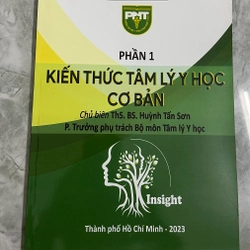 PNT
PHẦN 1
KIẾN THỨC TÂM LÝ Y HỌC
CƠ BẢN
Chủ biên ThS. BS. Huỳnh Tấn Sơn
P. Trưởng phụ trách Bộ môn Tâm lý Y học
Insight
Thành phố Hồ Chí Minh - 2023